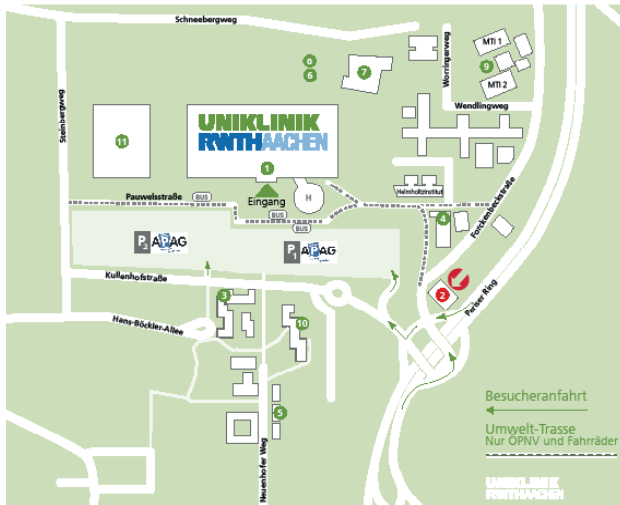 Schneebergweg
Steinbergweg
Worringerweg
MTI 1
9
MTI 2
Wendlingweg
6
6
7
11
UNIKLINIK
RWTHAACHEN
1
Eingang
H
Helmholtzinstitut
Pauwelsstraße
BUS
BUS
BUS
4
Forckenbeckstraße
P2
APAG
P1
APAG
Kullenhofstraße
2
Pariser Ring
3
10
Hans-Böckler-Allee
5
Neuenhofer Weg
Besucheranfahrt
Umwelt-Trasse
Nur ÖPNV und Fahrräder
UNIKLINIK
RWTHAACHEN